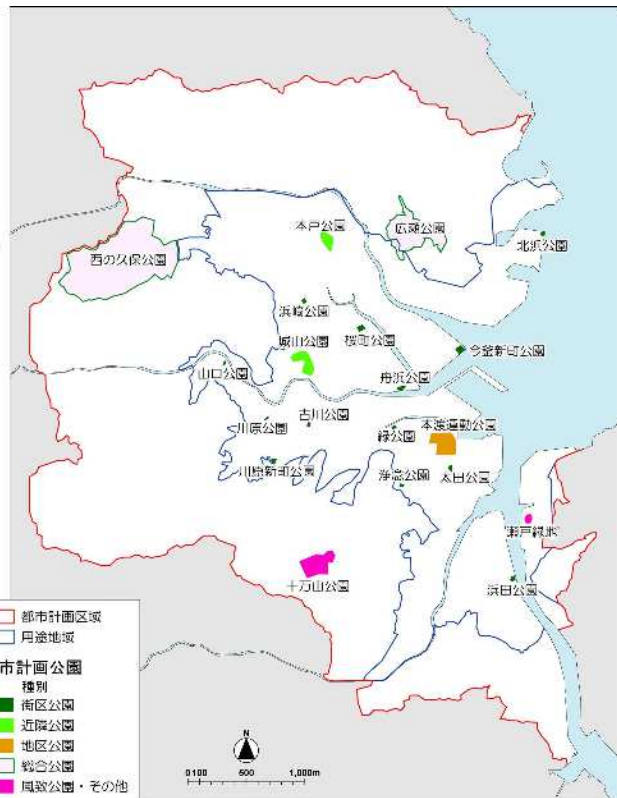 本戸公園
広瀬公園
北浜公園
西の久保公園
浜崎公園
桜町公園
今釜新町公園
城山公園
山口公園
舟浜公園
川原公園
古川公園
緑公園
本渡運動公園
川原新町公園
浄念公園
太田公園
瀬戸緑地
十万山公園
浜田公園
都市計画区域
用途地域
市計画公園
種別
街区公園
近隣公園
地区公園
総合公園
風致公園・その他
N
0 100 500 1,000m